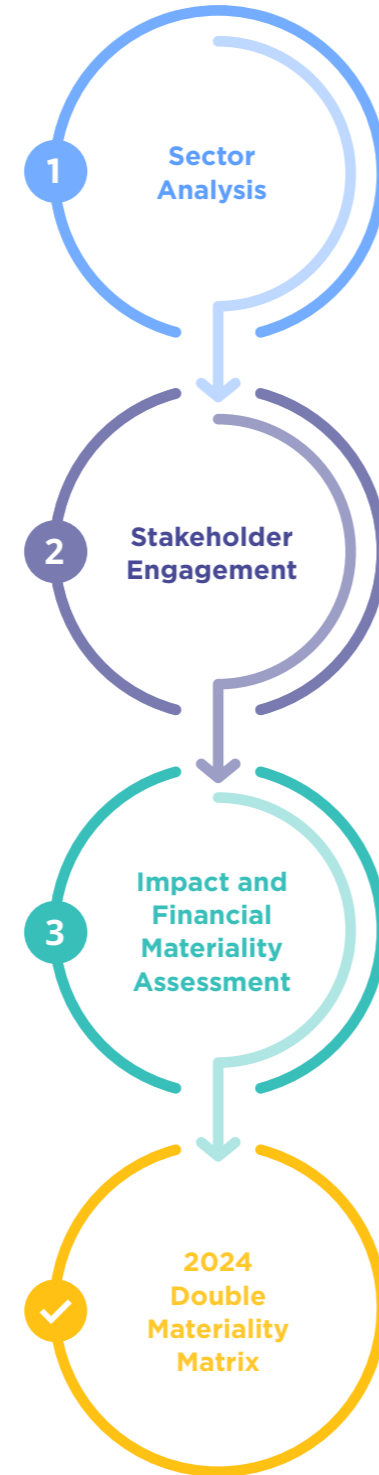 1
Sector
Analysis
2
Stakeholder
Engagement
3
Impact and
Financial
Materiality
Assessment
2024
Double
Materiality
Matrix